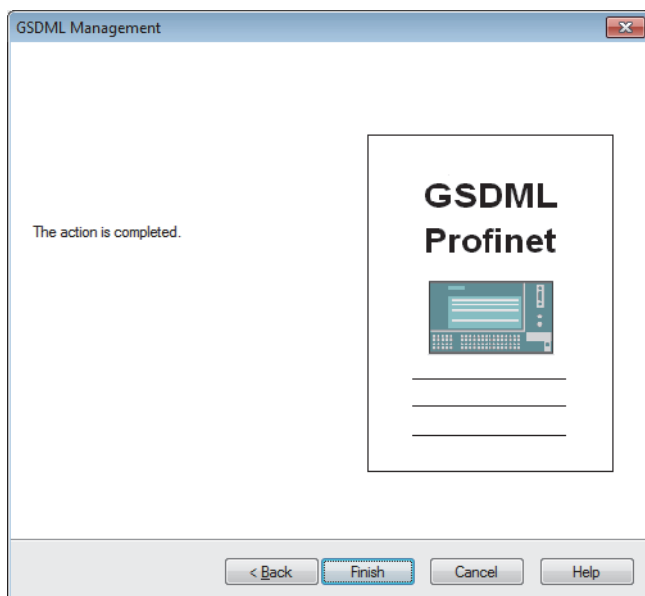 GSDML Management
GSDML
Profinet
The action is completed.
< Back
Finish
Cancel
Help